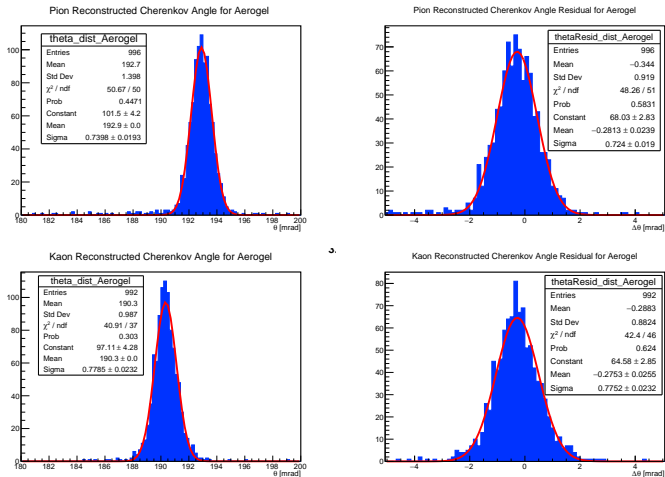 Pion Reconstructed Cherenkov Angle for Aerogel
theta_dist_Aerogel
Entries 996
Mean 192.7
Std Dev 1.398
χ² / ndf 50.67 / 50
Prob 0.4471
Constant 101.5 ± 4.2
Mean 192.9 ± 0.0
Sigma 0.7398 ± 0.0193
100
80
60
40
20
0
180 182 184 186 188 190 192 194 196 198 200
θ [mrad]
Pion Reconstructed Cherenkov Angle Residual for Aerogel
thetaResid_dist_Aerogel
Entries 996
Mean −0.344
Std Dev 0.919
χ² / ndf 48.26 / 51
Prob 0.5831
Constant 68.03 ± 2.83
Mean −0.2813 ± 0.0239
Sigma 0.724 ± 0.019
70
60
50
40
30
20
10
0
−4 −2 0 2 4
Δθ [mrad]
Kaon Reconstructed Cherenkov Angle for Aerogel
theta_dist_Aerogel
Entries 992
Mean 190.3
Std Dev 0.987
χ² / ndf 40.91 / 37
Prob 0.303
Constant 97.11 ± 4.28
Mean 190.3 ± 0.0
Sigma 0.7785 ± 0.0232
100
80
60
40
20
0
180 182 184 186 188 190 192 194 196 198 200
θ [mrad]
Kaon Reconstructed Cherenkov Angle Residual for Aerogel
thetaResid_dist_Aerogel
Entries 992
Mean −0.2883
Std Dev 0.8824
χ² / ndf 42.4 / 46
Prob 0.624
Constant 64.58 ± 2.85
Mean −0.2753 ± 0.0255
Sigma 0.7752 ± 0.0232
80
70
60
50
40
30
20
10
0
−4 −2 0 2 4
Δθ [mrad]